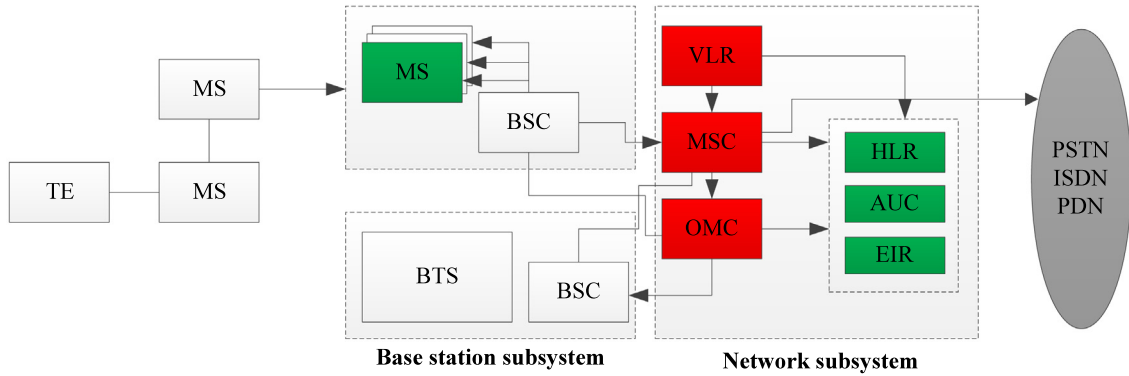 MS
TE
MS
MS
BSC
BTS
BSC
Base station subsystem
VLR
MSC
OMC
HLR
AUC
EIR
Network subsystem
PSTN
ISDN
PDN